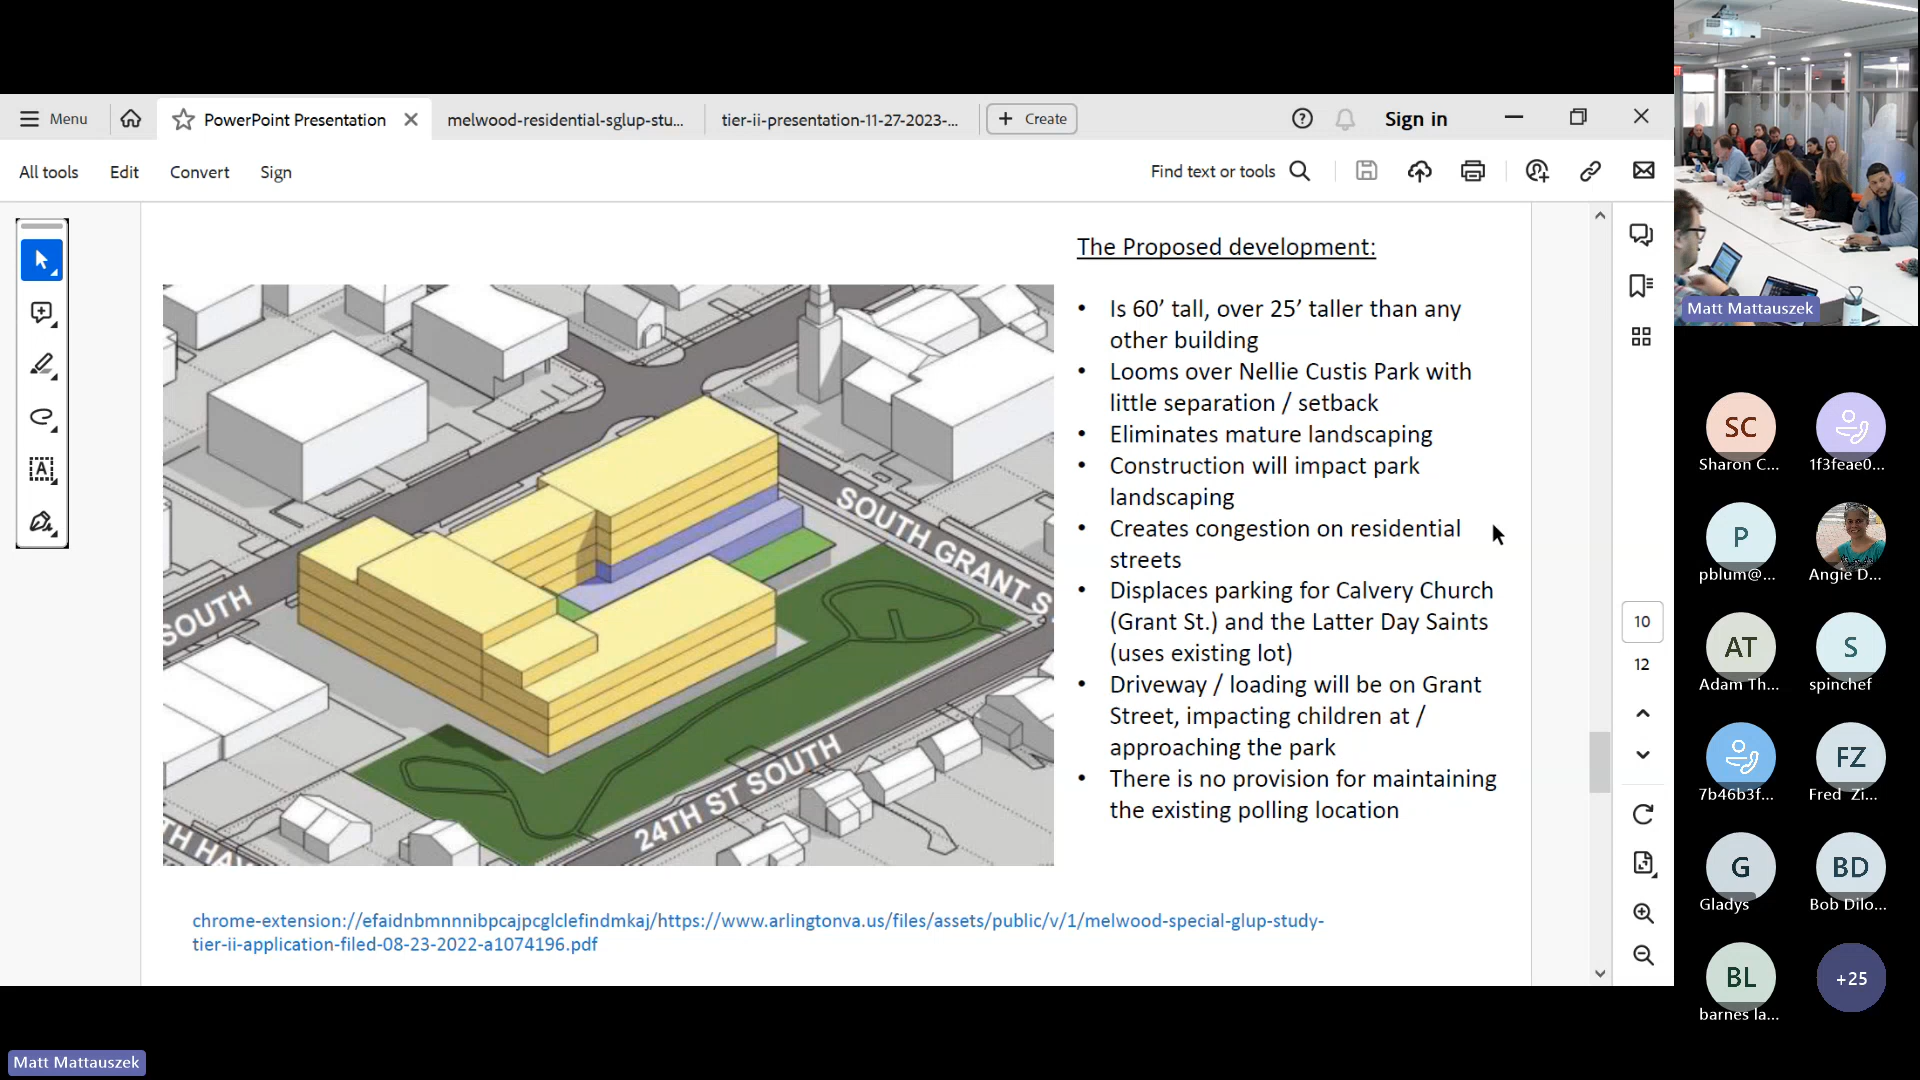 Menu
PowerPoint Presentation
melwood-residential-sglup-stu...
tier-ii-presentation-11-27-2023-...
Create
Sign in
All tools
Edit
Convert
Sign
Find text or tools
The Proposed development:
• Is 60’ tall, over 25’ taller than any
other building
• Looms over Nellie Custis Park with
little separation / setback
• Eliminates mature landscaping
• Construction will impact park
landscaping
• Creates congestion on residential
streets
• Displaces parking for Calvery Church
(Grant St.) and the Latter Day Saints
(uses existing lot)
• Driveway / loading will be on Grant
Street, impacting children at /
approaching the park
• There is no provision for maintaining
the existing polling location
SOUTH GRANT S
SOUTH
24TH ST SOUTH
TH HAY
chrome-extension://efaidnbmnnnibpcajpcglclefindmkaj/https://www.arlingtonva.us/files/assets/public/v/1/melwood-special-glup-study-
tier-ii-application-filed-08-23-2022-a1074196.pdf
10
12
Matt Mattauszek
SC
Sharon C...
1f3feae0...
P
pblum@...
Angie D...
AT
Adam Th...
S
spinchef
7b46b3f...
FZ
Fred Zi...
G
Gladys
BD
Bob Dilo...
BL
barnes la...
+25
Matt Mattauszek